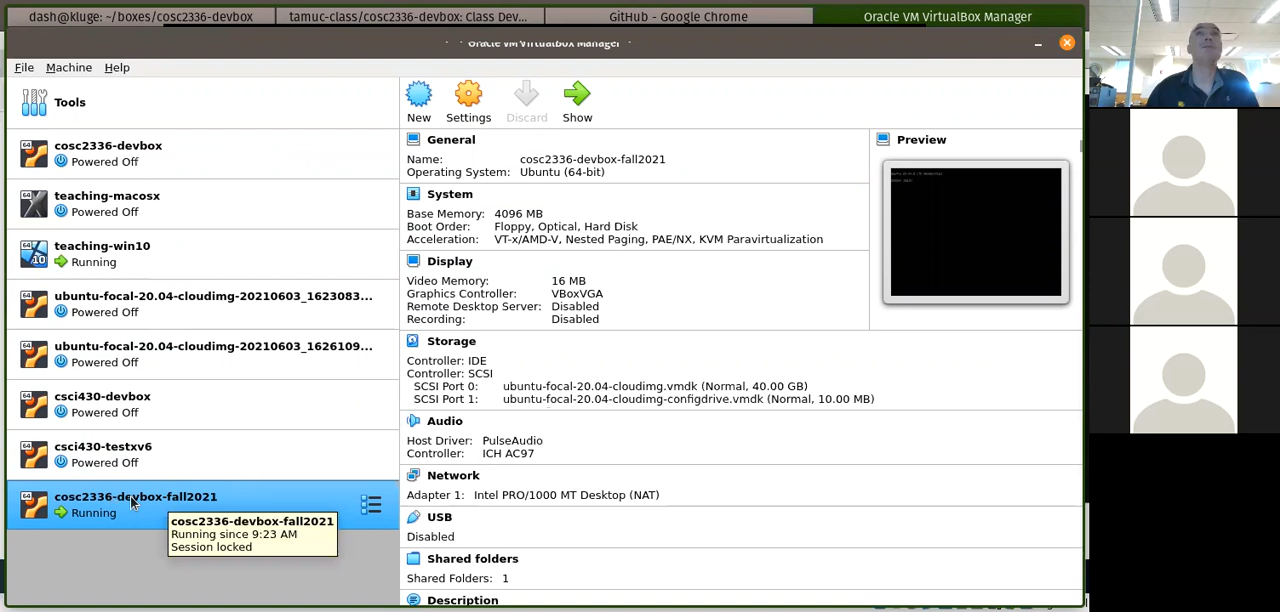 dash@kluge: ~/boxes/cosc2336-devbox
tamuc-class/cosc2336-devbox: Class Dev...
GitHub - Google Chrome
Oracle VM VirtualBox Manager
Oracle VM VirtualBox Manager
File Machine Help
Tools
New Settings Discard Show
cosc2336-devbox
Powered Off
teaching-macosx
Powered Off
teaching-win10
Running
ubuntu-focal-20.04-cloudimg-20210603_1623083...
Powered Off
ubuntu-focal-20.04-cloudimg-20210603_1626109...
Powered Off
csci430-devbox
Powered Off
csci430-testxv6
Powered Off
cosc2336-devbox-fall2021
Running
cosc2336-devbox-fall2021
Running since 9:23 AM
Session locked
General
Name: cosc2336-devbox-fall2021
Operating System: Ubuntu (64-bit)
System
Base Memory: 4096 MB
Boot Order: Floppy, Optical, Hard Disk
Acceleration: VT-x/AMD-V, Nested Paging, PAE/NX, KVM Paravirtualization
Display
Video Memory: 16 MB
Graphics Controller: VBoxVGA
Remote Desktop Server: Disabled
Recording: Disabled
Storage
Controller: IDE
Controller: SCSI
SCSI Port 0: ubuntu-focal-20.04-cloudimg.vmdk (Normal, 40.00 GB)
SCSI Port 1: ubuntu-focal-20.04-cloudimg-configdrive.vmdk (Normal, 10.00 MB)
Audio
Host Driver: PulseAudio
Controller: ICH AC97
Network
Adapter 1: Intel PRO/1000 MT Desktop (NAT)
USB
Disabled
Shared folders
Shared Folders: 1
Description
Preview